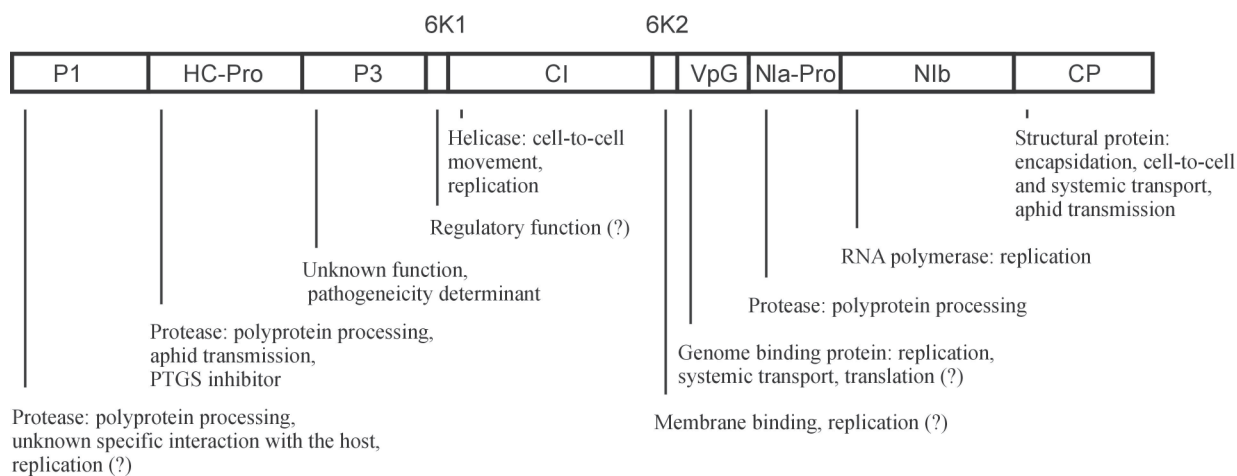 6K1
6K2
P1
HC-Pro
P3
CI
VpG
NIa-Pro
NIb
CP
Helicase: cell-to-cell
movement,
replication
Structural protein:
encapsidation, cell-to-cell
and systemic transport,
aphid transmission
Regulatory function (?)
RNA polymerase: replication
Unknown function,
pathogeneicity determinant
Protease: polyprotein processing
Protease: polyprotein processing,
aphid transmission,
PTGS inhibitor
Genome binding protein: replication,
systemic transport, translation (?)
Membrane binding, replication (?)
Protease: polyprotein processing,
unknown specific interaction with the host,
replication (?)